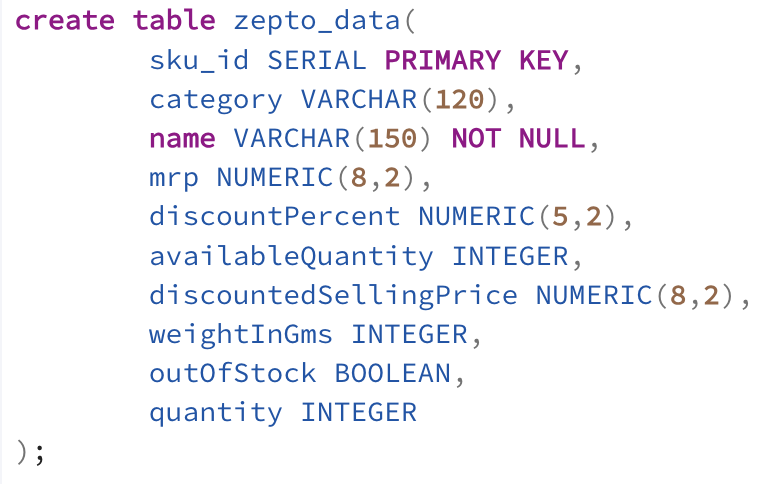 create table zepto_data(
sku_id SERIAL PRIMARY KEY,
category VARCHAR(120),
name VARCHAR(150) NOT NULL,
mrp NUMERIC(8,2),
discountPercent NUMERIC(5,2),
availableQuantity INTEGER,
discountedSellingPrice NUMERIC(8,2),
weightInGms INTEGER,
outOfStock BOOLEAN,
quantity INTEGER
);